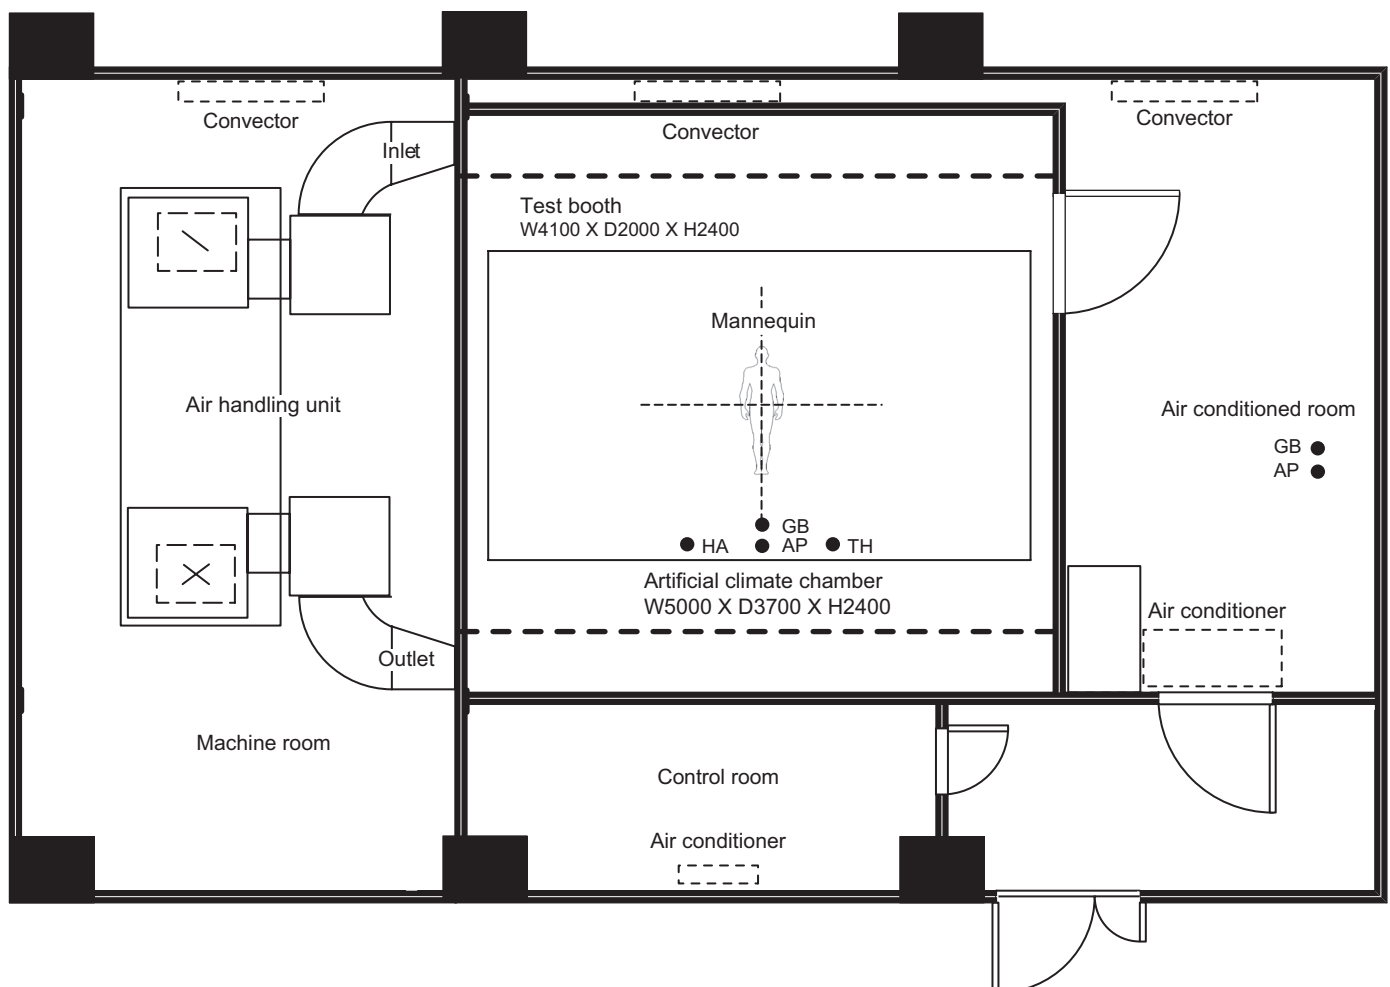 Convector
Convector
Convector
Inlet
Test booth
W4100 X D2000 X H2400
Mannequin
Air handling unit
Air conditioned room
GB
AP
GB
HA
AP
TH
Artificial climate chamber
W5000 X D3700 X H2400
Air conditioner
Outlet
Machine room
Control room
Air conditioner